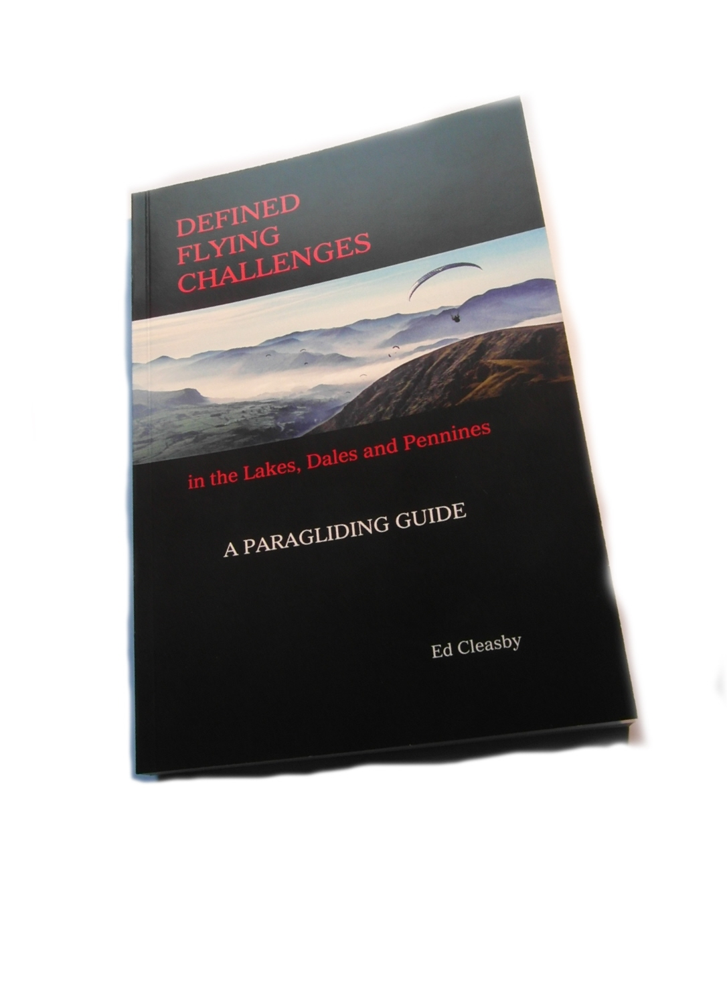 DEFINED
FLYING
CHALLENGES
in the Lakes, Dales and Pennines
A PARAGLIDING GUIDE
Ed Cleasby